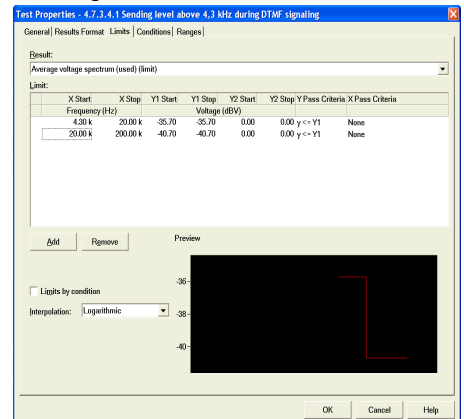 Test Properties - 4.7.3.4.1 Sending level above 4,3 kHz during DTMF signaling
General Results Format Limits Conditions Ranges
Result:
Average voltage spectrum (used) (limit)
Limit:
X Start X Stop Y1 Start Y1 Stop Y2 Start Y2 Stop Y Pass Criteria X Pass Criteria
Frequency (Hz) Voltage (dBV)
4.30 k 20.00 k -35.70 -35.70 0.00 0.00 y <= Y1 None
20.00 k 200.00 k -40.70 -40.70 0.00 0.00 y <= Y1 None
Add Remove Preview
Limits by condition
Interpolation: Logarithmic
-36
-38
-40
OK Cancel Help